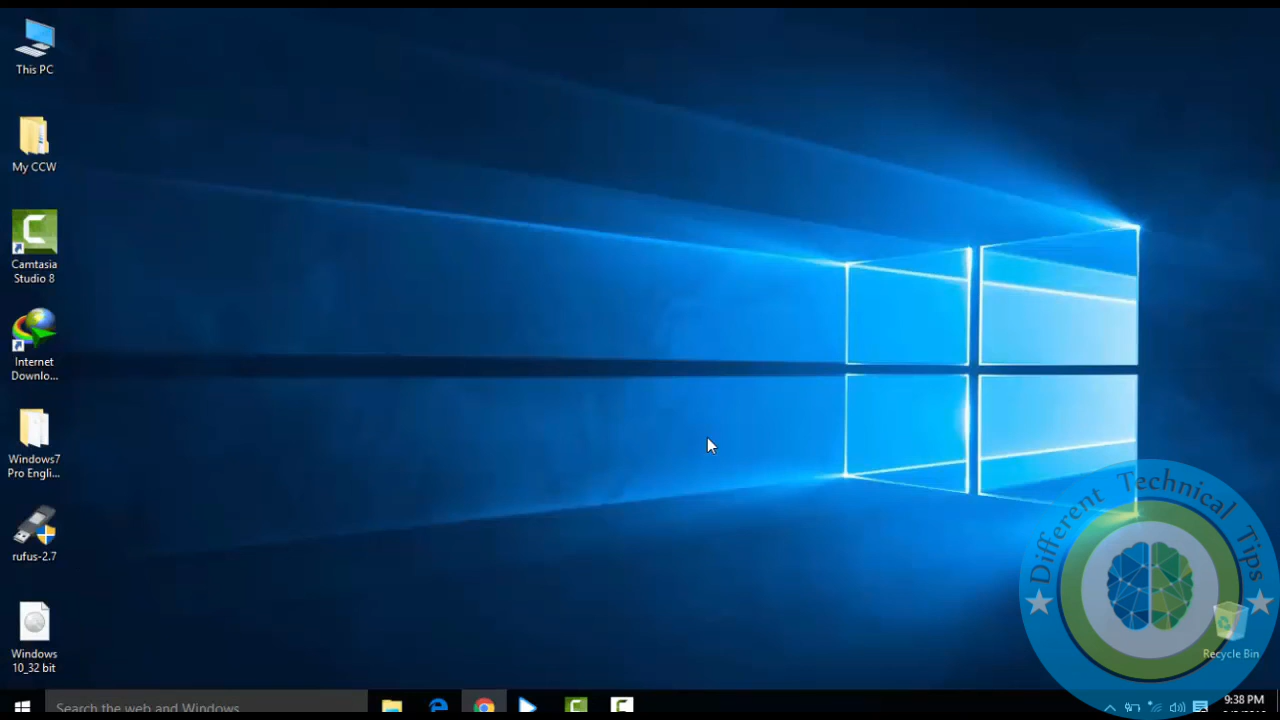 This PC
My CCW
Camtasia
Studio 8
Internet
Downlo...
Windows7
Pro Engli...
rufus-2.7
Windows
10_32 bit
Different Technical Tips
Recycle Bin
Search the web and Windows
9:38 PM